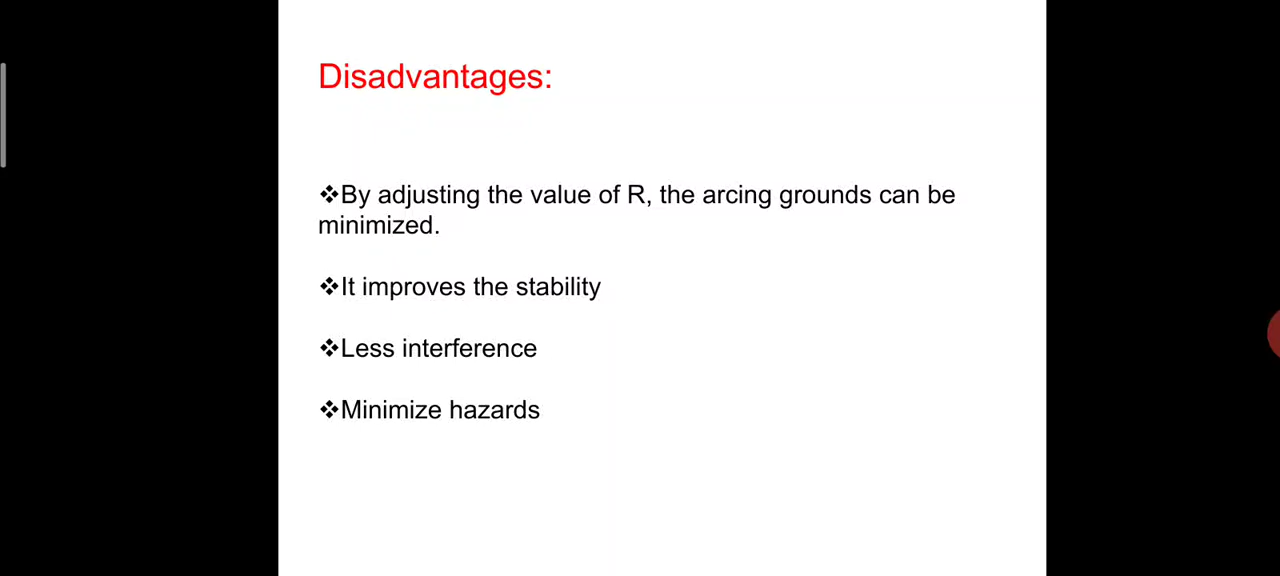 Disadvantages:
❖By adjusting the value of R, the arcing grounds can be
minimized.
❖It improves the stability
❖Less interference
❖Minimize hazards